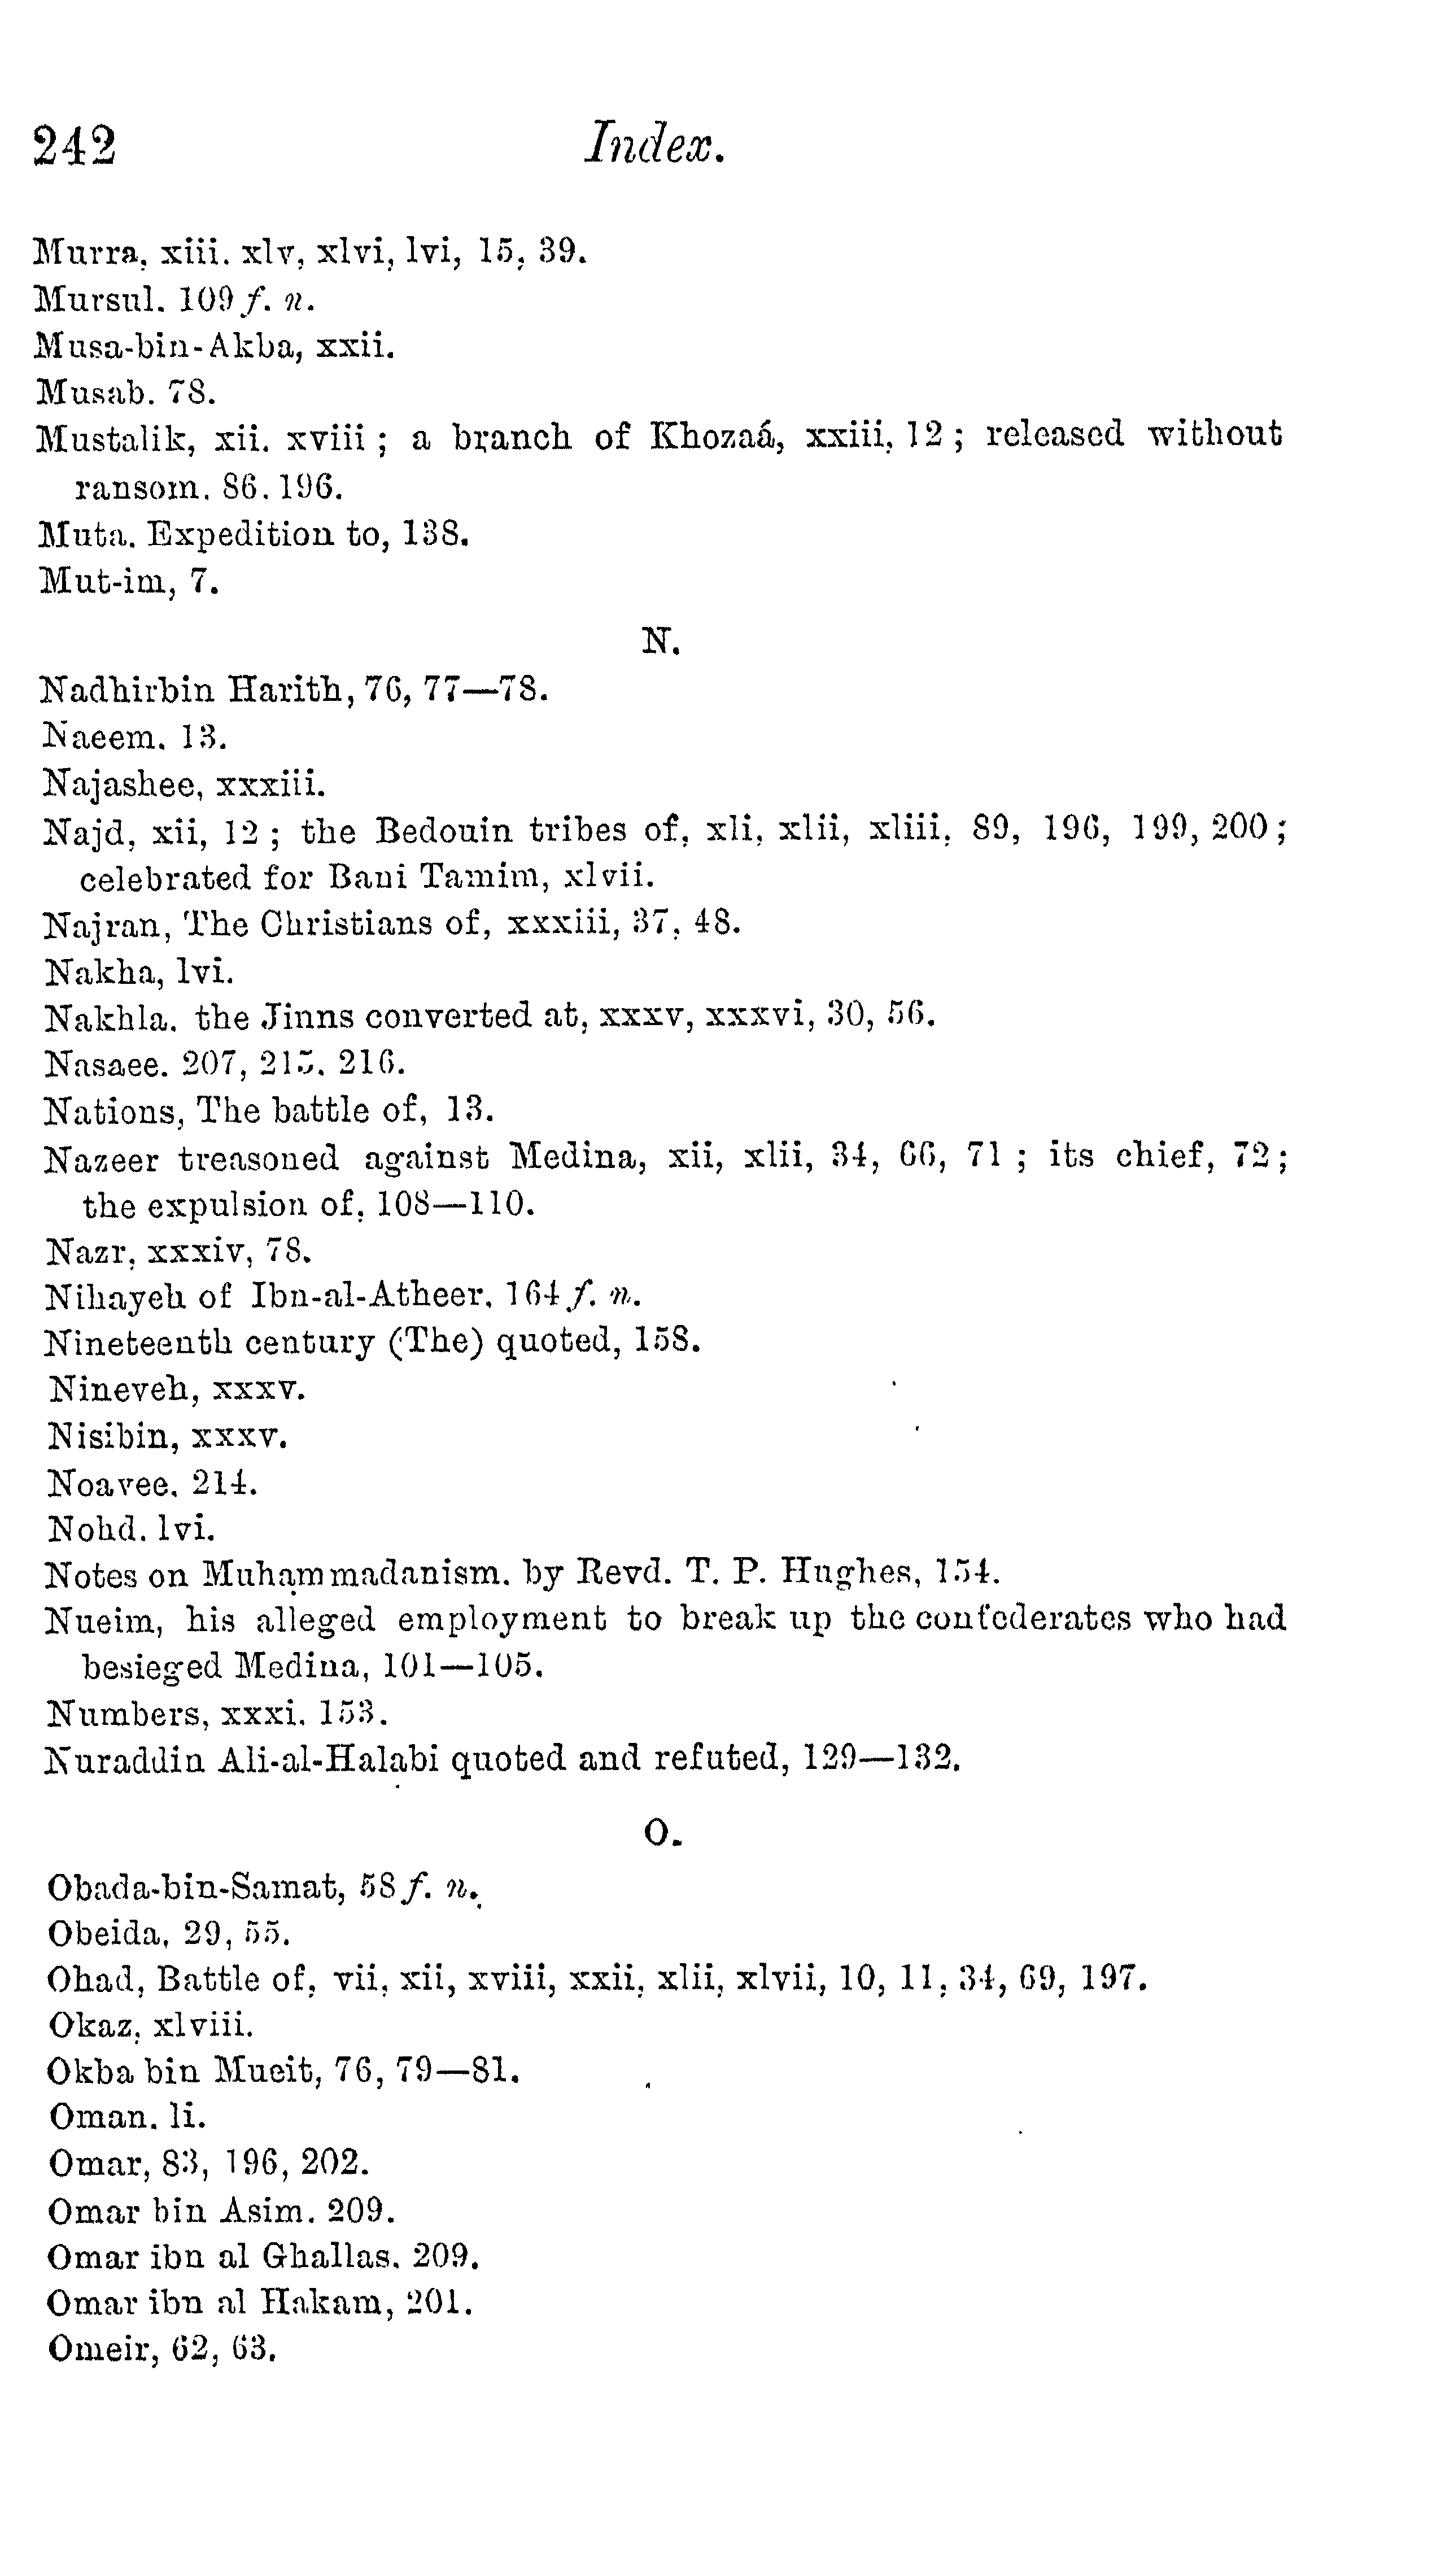 242 Index.
Murra, xiii. xlv, xlvi, lvi, 15, 39.
Mursul. 109 f. n.
Musa-bin-Akba, xxii.
Musab. 78.
Mustalik, xii. xviii ; a branch of Khozaá, xxiii, 12 ; released without
ransom. 86. 196.
Muta. Expedition to, 138.
Mut-im, 7.
N.
Nadhirbin Harith, 76, 77—78.
Naeem. 13.
Najashee, xxxiii.
Najd, xii, 12 ; the Bedouin tribes of, xli, xlii, xliii, 89, 196, 199, 200 ;
celebrated for Bani Tamim, xlvii.
Najran, The Christians of, xxxiii, 37, 48.
Nakha, lvi.
Nakhla. the Jinns converted at, xxxv, xxxvi, 30, 56.
Nasaee. 207, 215. 216.
Nations, The battle of, 13.
Nazeer treasoned against Medina, xii, xlii, 34, 66, 71 ; its chief, 72 ;
the expulsion of, 108—110.
Nazr, xxxiv, 78.
Nihayeh of Ibn-al-Atheer. 164 f. n.
Nineteenth century (The) quoted, 158.
Nineveh, xxxv.
Nisibin, xxxv.
Noavee. 214.
Nohd. lvi.
Notes on Muhammadanism. by Revd. T. P. Hughes, 154.
Nueim, his alleged employment to break up the confederates who had
besieged Medina, 101—105.
Numbers, xxxi. 153.
Nuraddin Ali-al-Halabi quoted and refuted, 129—132.
O.
Obada-bin-Samat, 58 f. n.
Obeida, 29, 55.
Ohad, Battle of, vii, xii, xviii, xxii, xlii, xlvii, 10, 11, 34, 69, 197.
Okaz, xlviii.
Okba bin Mueit, 76, 79—81.
Oman. li.
Omar, 83, 196, 202.
Omar bin Asim. 209.
Omar ibn al Ghallas. 209.
Omar ibn al Hakam, 201.
Omeir, 62, 63.